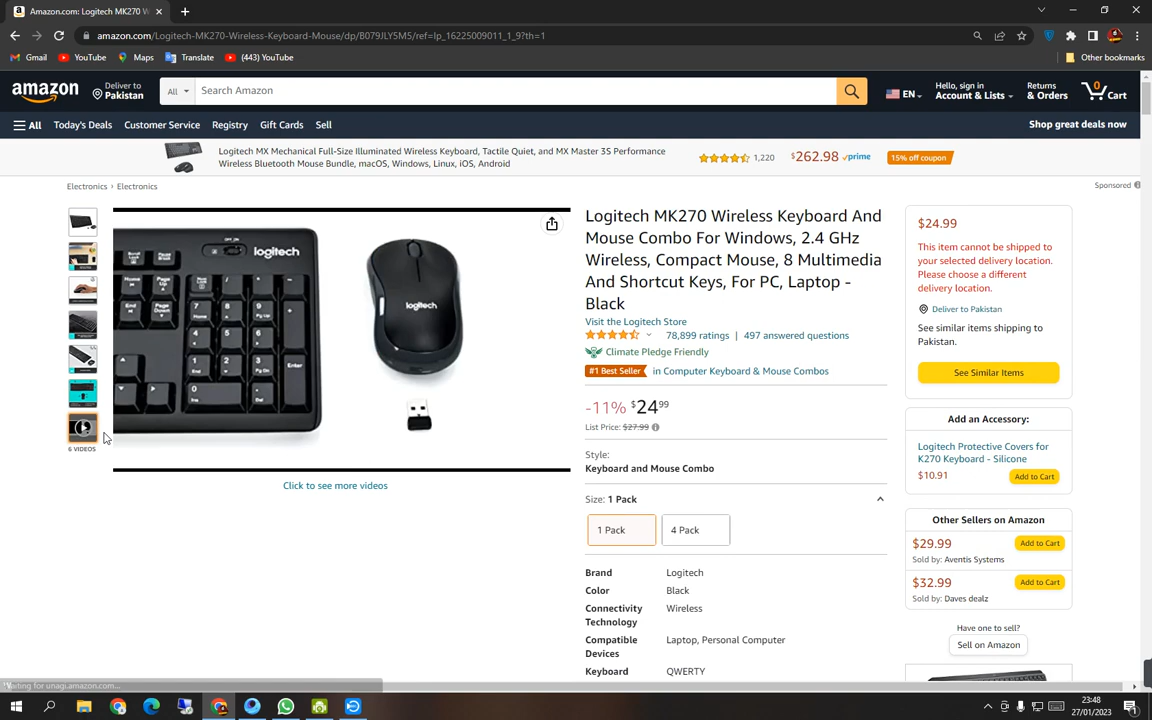 Amazon.com: Logitech MK270 W
amazon.com/Logitech-MK270-Wireless-Keyboard-Mouse/dp/B079JLY5M5/ref=lp_16225009011_1_9?th=1
Gmail YouTube Maps Translate (443) YouTube Other bookmarks
amazon Deliver to Pakistan All Search Amazon EN Hello, sign in Account & Lists Returns & Orders 0 Cart
All Today's Deals Customer Service Registry Gift Cards Sell Shop great deals now
Logitech MX Mechanical Full-Size Illuminated Wireless Keyboard, Tactile Quiet, and MX Master 3S Performance
Wireless Bluetooth Mouse Bundle, macOS, Windows, Linux, iOS, Android
1,220 $262.98 prime 15% off coupon
Electronics › Electronics
Sponsored
logitech
logitech
6 VIDEOS
Click to see more videos
Logitech MK270 Wireless Keyboard And
Mouse Combo For Windows, 2.4 GHz
Wireless, Compact Mouse, 8 Multimedia
And Shortcut Keys, For PC, Laptop -
Black
Visit the Logitech Store
78,899 ratings | 497 answered questions
Climate Pledge Friendly
#1 Best Seller in Computer Keyboard & Mouse Combos
-11% $24.99
List Price: $27.99
Style:
Keyboard and Mouse Combo
Size: 1 Pack
1 Pack 4 Pack
Brand Logitech
Color Black
Connectivity Technology Wireless
Compatible Devices Laptop, Personal Computer
Keyboard QWERTY
$24.99
This item cannot be shipped to
your selected delivery location.
Please choose a different
delivery location.
Deliver to Pakistan
See similar items shipping to
Pakistan.
See Similar Items
Add an Accessory:
Logitech Protective Covers for
K270 Keyboard - Silicone
$10.91 Add to Cart
Other Sellers on Amazon
$29.99 Add to Cart
Sold by: Aventis Systems
$32.99 Add to Cart
Sold by: Daves dealz
Have one to sell?
Sell on Amazon
Waiting for unagi.amazon.com...
23:48
27/01/2023